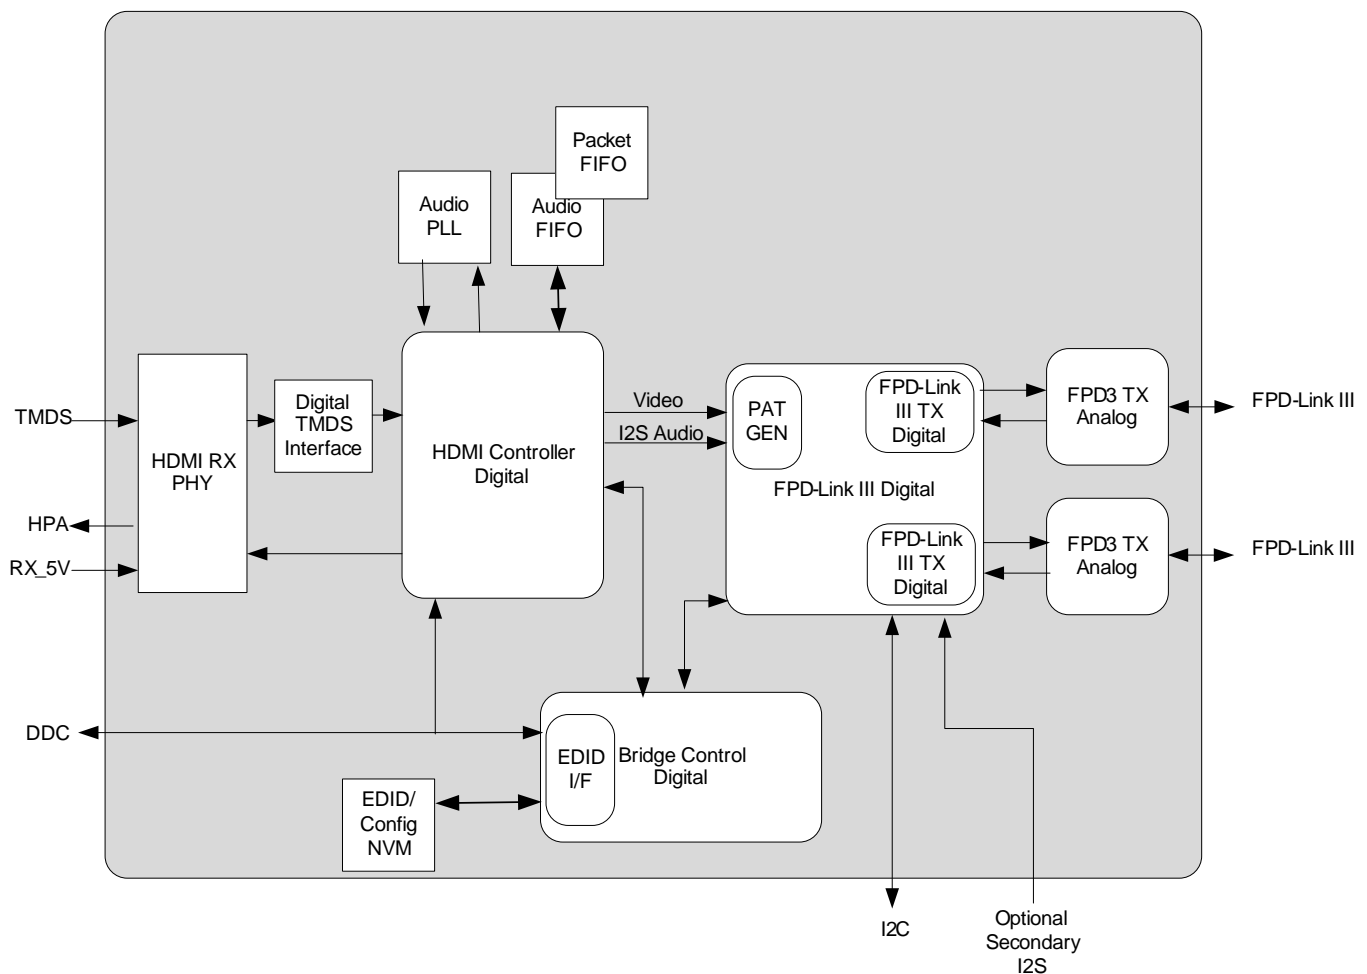 Packet
FIFO
Audio
PLL
Audio
FIFO
TMDS
HPA
RX_5V
HDMI RX
PHY
Digital
TMDS
Interface
HDMI Controller
Digital
Video
I2S Audio
PAT
GEN
FPD-Link
III TX
Digital
FPD-Link III Digital
FPD-Link
III TX
Digital
FPD3 TX
Analog
FPD-Link III
FPD3 TX
Analog
FPD-Link III
DDC
EDID
I/F
Bridge Control
Digital
EDID/
Config
NVM
I2C
Optional
Secondary
I2S